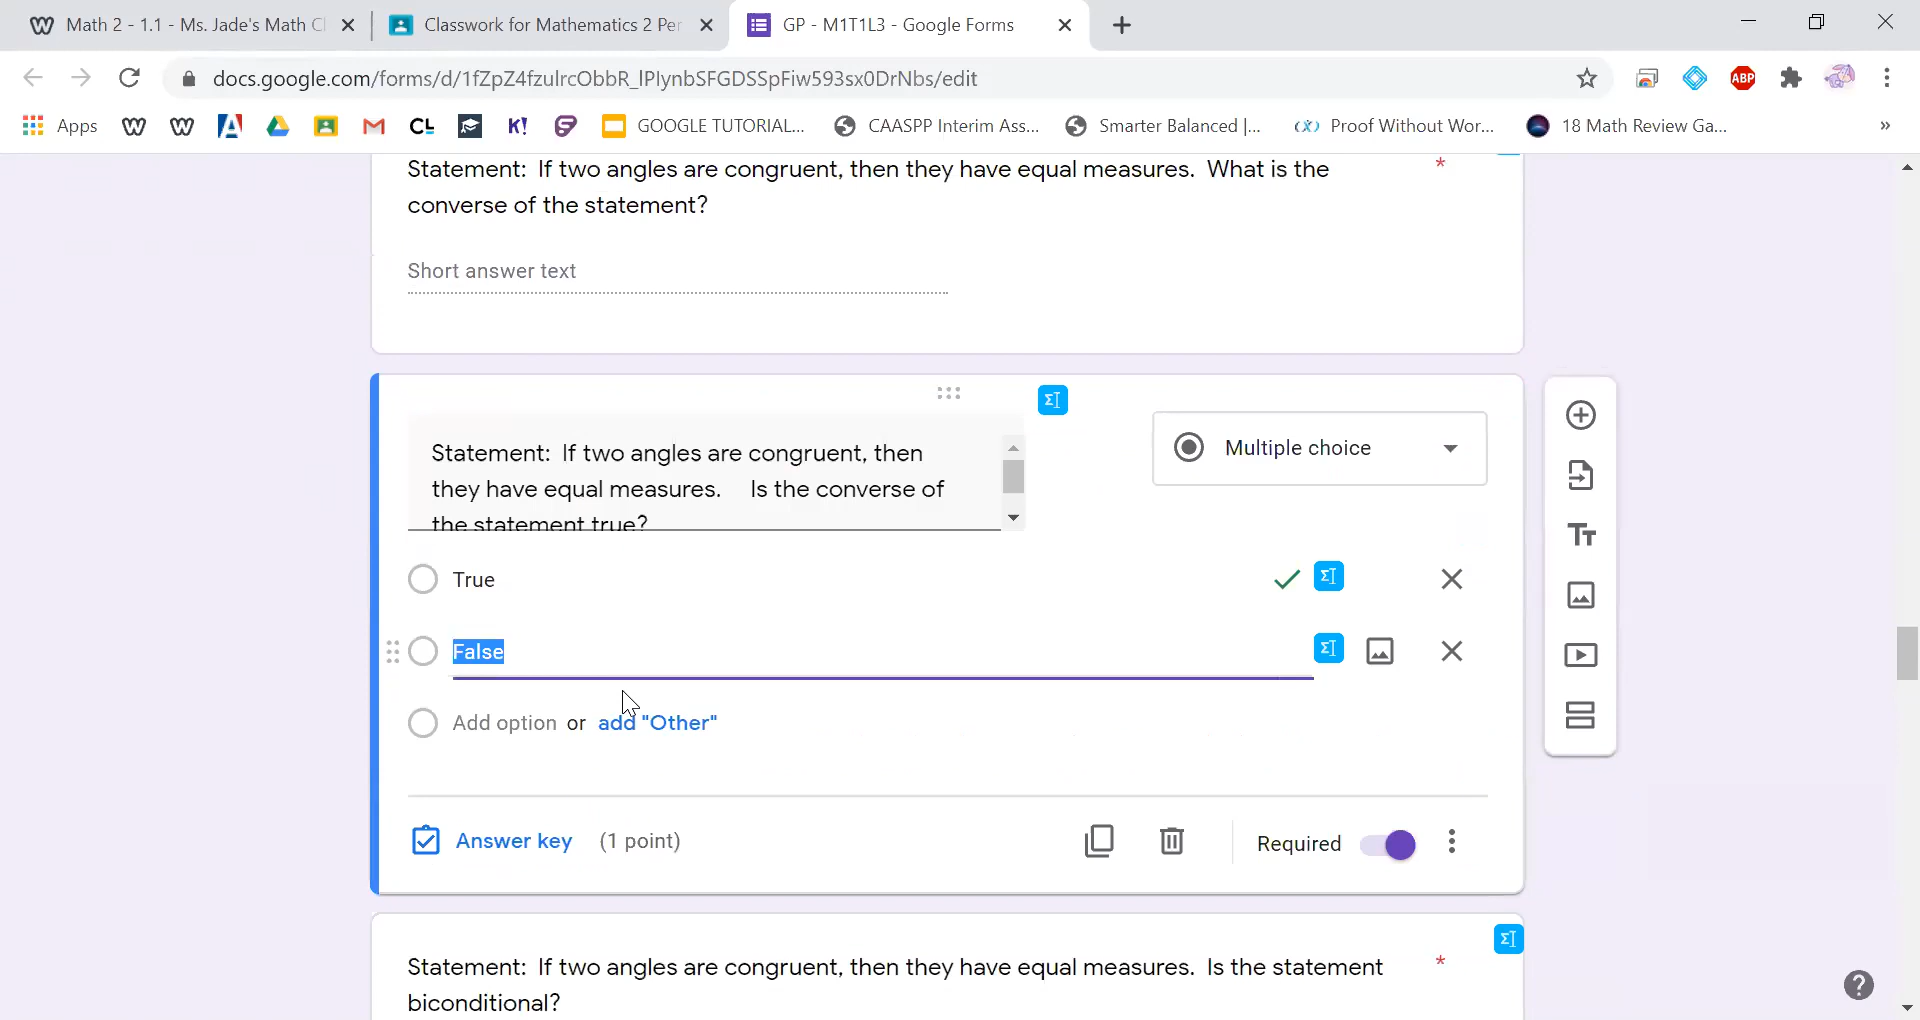 Math 2 - 1.1 - Ms. Jade's Math Cl
Classwork for Mathematics 2 Per
GP - M1T1L3 - Google Forms
docs.google.com/forms/d/1fZpZ4fzulrcObbR_lPIynbSFGDSSpFiw593sx0DrNbs/edit
ABP
Apps
CL
K!
GOOGLE TUTORIAL...
CAASPP Interim Ass...
Smarter Balanced |...
Proof Without Wor...
18 Math Review Ga...
»
Statement: If two angles are congruent, then they have equal measures. What is the *
converse of the statement?
Short answer text
Σ
Statement: If two angles are congruent, then
they have equal measures. Is the converse of
the statement true?
Multiple choice
True
Σ
False
Σ
Add option or add "Other"
Answer key (1 point)
Required
Tт
Σ
Statement: If two angles are congruent, then they have equal measures. Is the statement *
biconditional?
?